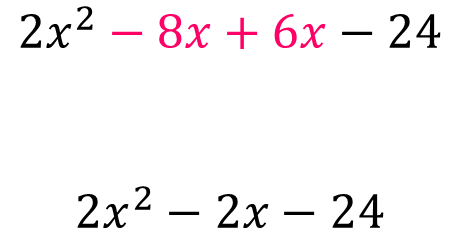 2x² − 8x + 6x − 24
2x² − 2x − 24